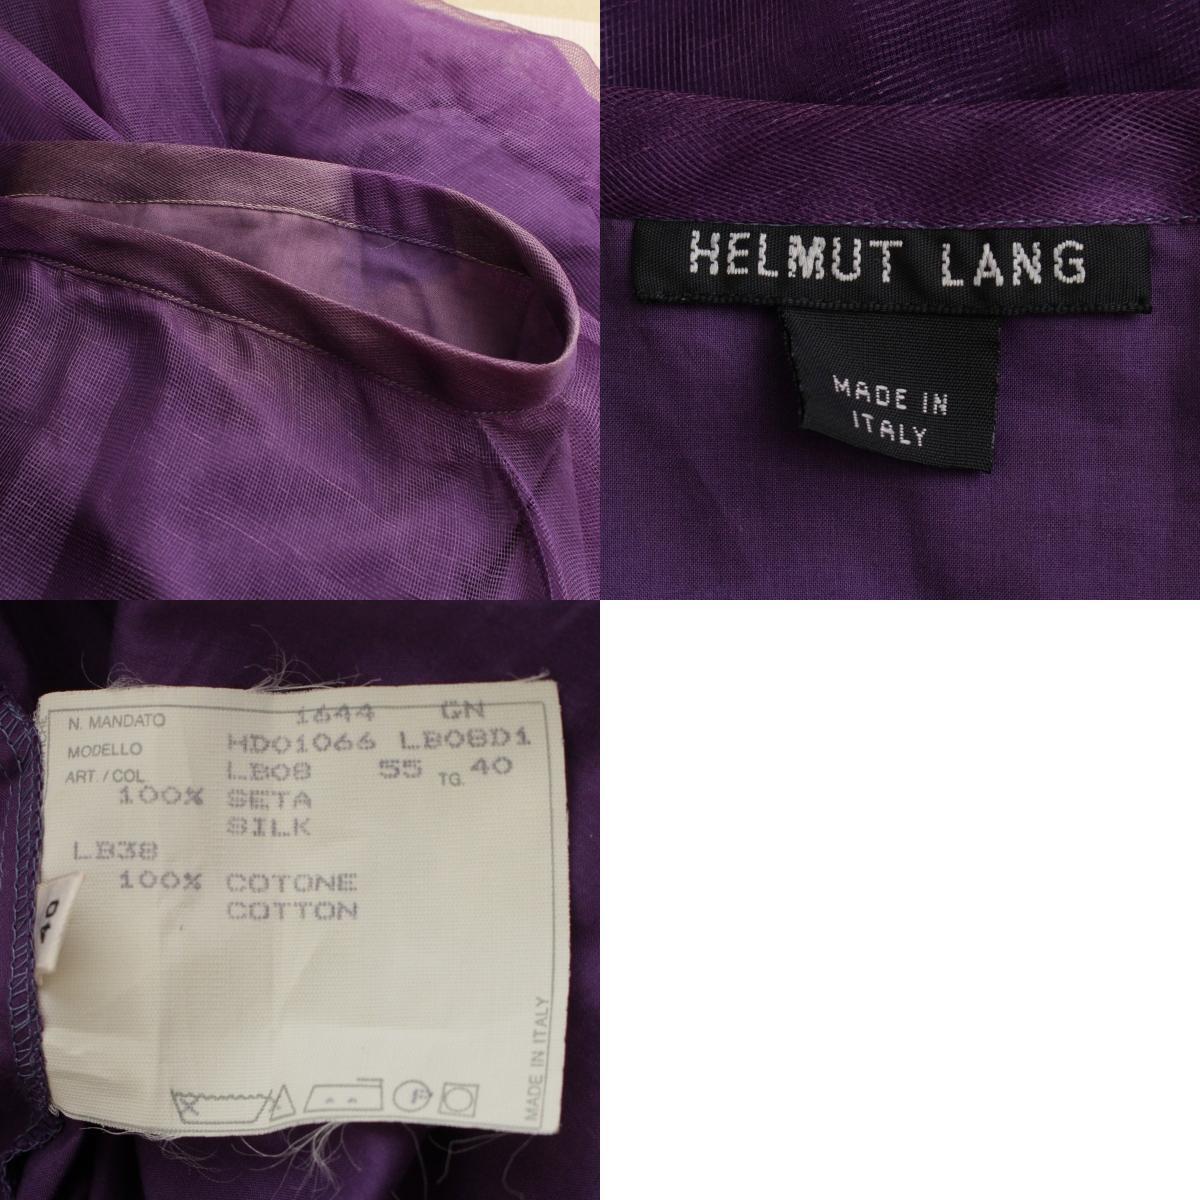 HELMUT LANG
MADE IN
ITALY
N. MANDATO 1644 GN
MODELLO HD01066 LB08D1
ART. / COL LB08 55 TG. 40
100% SETA
SILK
LB38
100% COTONE
COTTON
MADE IN ITALY
40